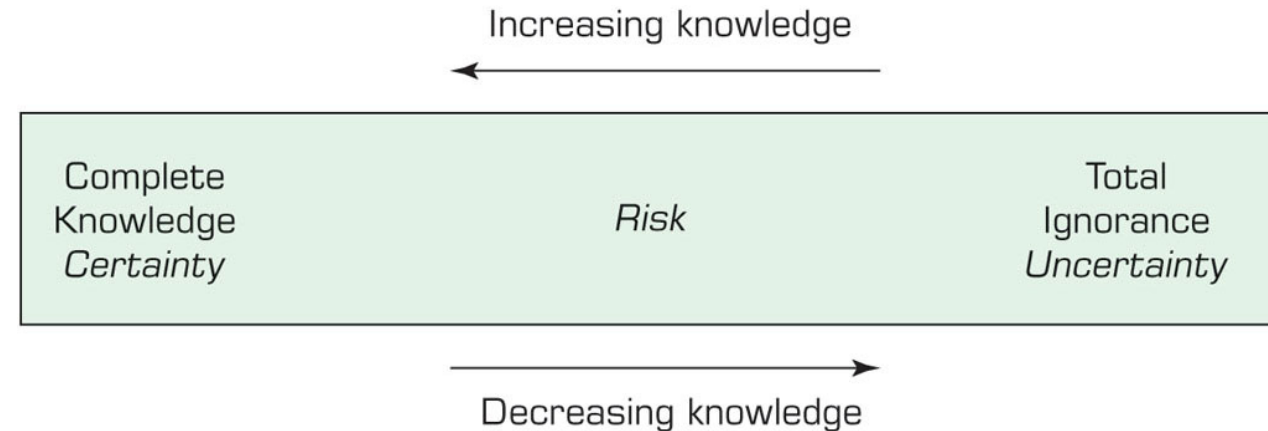 Increasing knowledge
Complete
Knowledge
Certainty
Risk
Total
Ignorance
Uncertainty
Decreasing knowledge